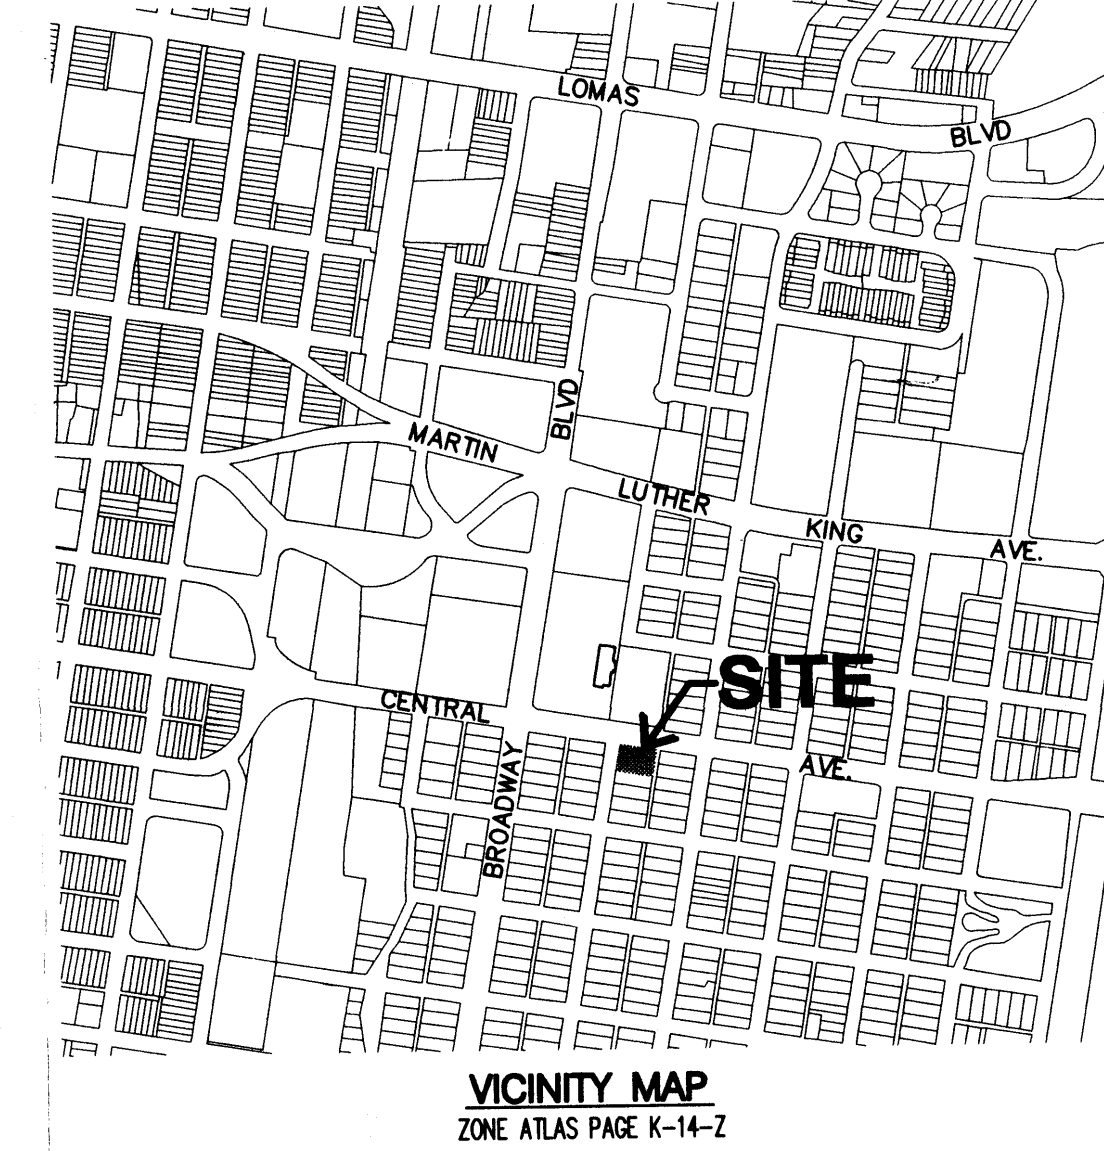 LOMAS
BLVD
BLVD
MARTIN
LUTHER
KING
AVE.
SITE
CENTRAL
AVE.
BROADWAY
VICINITY MAP
ZONE ATLAS PAGE K-14-Z